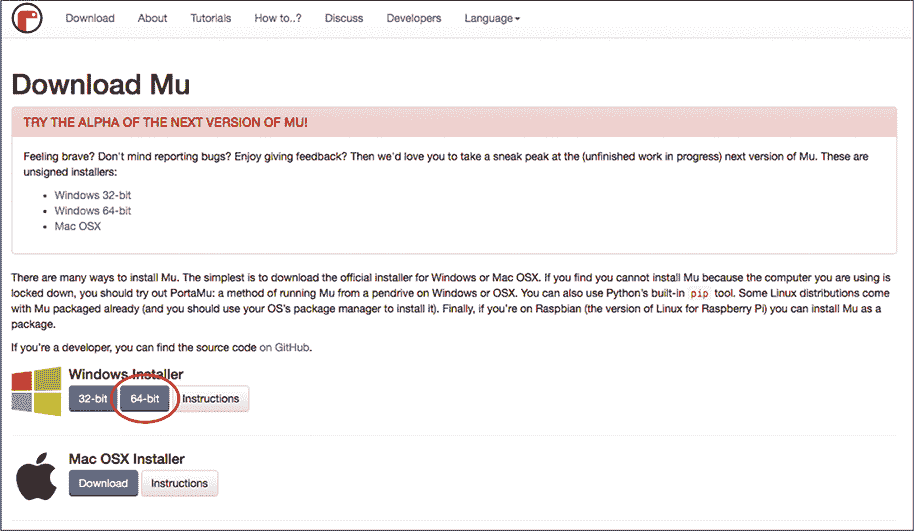 Download About Tutorials How to..? Discuss Developers Language
Download Mu
TRY THE ALPHA OF THE NEXT VERSION OF MU!
Feeling brave? Don't mind reporting bugs? Enjoy giving feedback? Then we'd love you to take a sneak peak at the (unfinished work in progress) next version of Mu. These are
unsigned installers:
• Windows 32-bit
• Windows 64-bit
• Mac OSX
There are many ways to install Mu. The simplest is to download the official installer for Windows or Mac OSX. If you find you cannot install Mu because the computer you are using is
locked down, you should try out PortaMu: a method of running Mu from a pendrive on Windows or OSX. You can also use Python's built-in pip tool. Some Linux distributions come
with Mu packaged already (and you should use your OS's package manager to install it). Finally, if you're on Raspbian (the version of Linux for Raspberry Pi) you can install Mu as a
package.
If you're a developer, you can find the source code on GitHub.
Windows Installer
32-bit 64-bit Instructions
Mac OSX Installer
Download Instructions